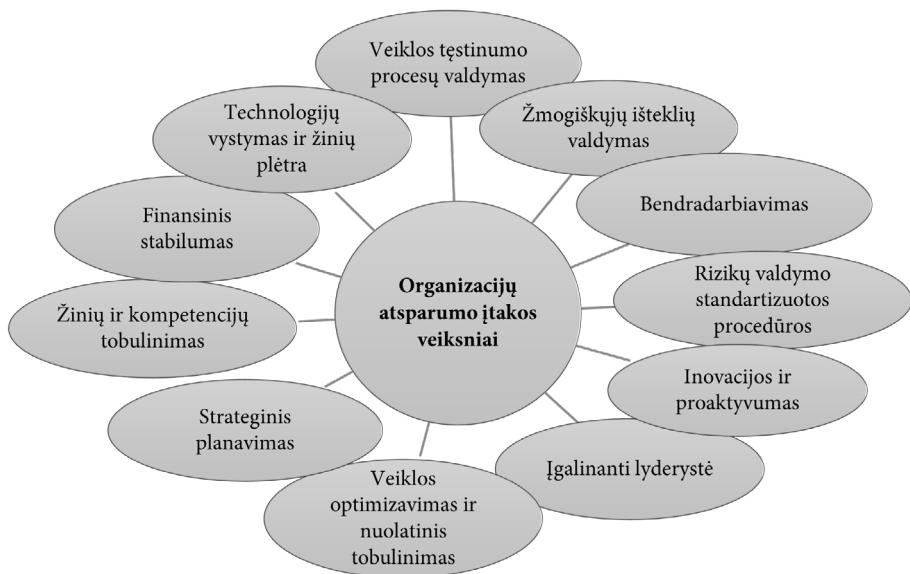 Veiklos tęstinumo
procesų valdymas
Žmogiškųjų išteklių
valdymas
Bendradarbiavimas
Rizikų valdymo
standartizuotos
procedūros
Inovacijos ir
proaktyvumas
Įgalinanti lyderystė
Veiklos
optimizavimas ir
nuolatinis
tobulinimas
Strateginis
planavimas
Žinių ir kompetencijų
tobulinimas
Finansinis
stabilumas
Technologijų
vystymas ir žinių
plėtra
Organizacijų
atsparumo įtakos
veiksniai